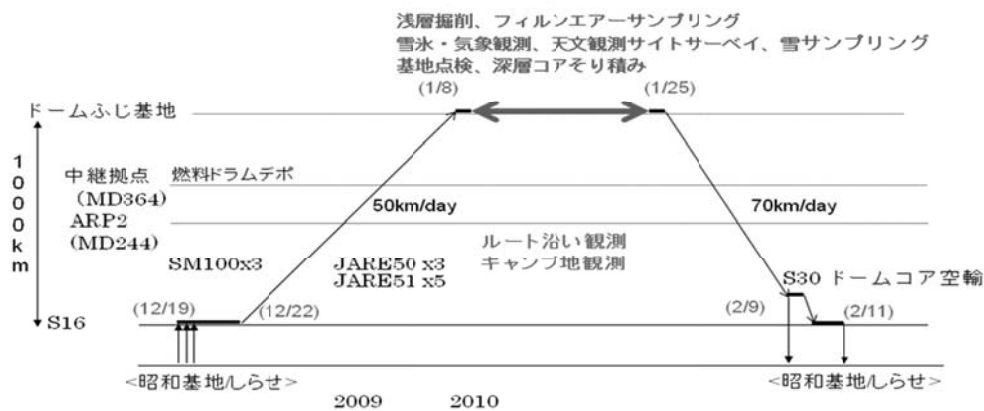 浅層掘削、フィルンエアーサンプリング
雪氷・気象観測、天文観測サイトサーベイ、雪サンプリング
基地点検、深層コアそり積み
(1/8)
(1/25)
ドームふじ基地
1000km
中継拠点
(MD364)
燃料ドラムデポ
ARP2
(MD244)
50km/day
70km/day
SM100x3
JARE50 x3
JARE51 x5
ルート沿い観測
キャンプ地観測
S30 ドームコア空輸
S16
(12/19)
(12/22)
(2/9)
(2/11)
<昭和基地/しらせ>
<昭和基地/しらせ>
2009
2010